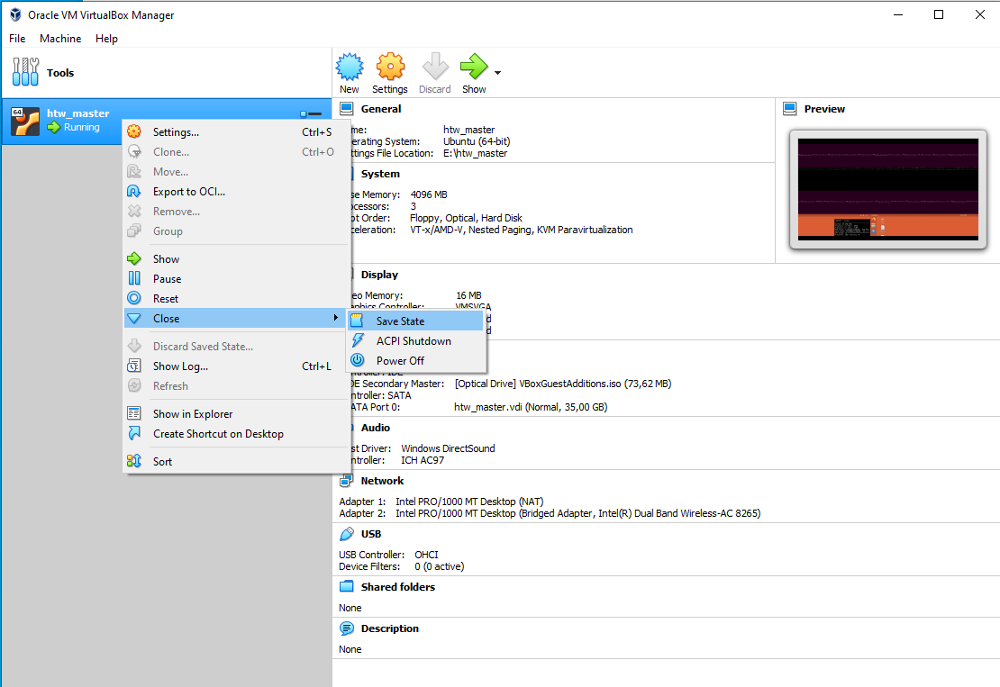 Oracle VM VirtualBox Manager
File Machine Help
Tools
New Settings Discard Show
64
htw_master
Running
Settings... Ctrl+S
Clone... Ctrl+O
Move...
Export to OCI...
Remove...
Group
Show
Pause
Reset
Close
Discard Saved State...
Show Log... Ctrl+L
Refresh
Show in Explorer
Create Shortcut on Desktop
Sort
Save State
ACPI Shutdown
Power Off
General
me: htw_master
erating System: Ubuntu (64-bit)
ttings File Location: E:\htw_master
Preview
System
se Memory: 4096 MB
ocessors: 3
ot Order: Floppy, Optical, Hard Disk
celeration: VT-x/AMD-V, Nested Paging, KVM Paravirtualization
Display
eo Memory: 16 MB
aphics Controller: VMSVGA
d
d
ntroller: IDE
DE Secondary Master: [Optical Drive] VBoxGuestAdditions.iso (73,62 MB)
ntroller: SATA
ATA Port 0: htw_master.vdi (Normal, 35,00 GB)
Audio
st Driver: Windows DirectSound
ntroller: ICH AC97
Network
Adapter 1: Intel PRO/1000 MT Desktop (NAT)
Adapter 2: Intel PRO/1000 MT Desktop (Bridged Adapter, Intel(R) Dual Band Wireless-AC 8265)
USB
USB Controller: OHCI
Device Filters: 0 (0 active)
Shared folders
None
Description
None